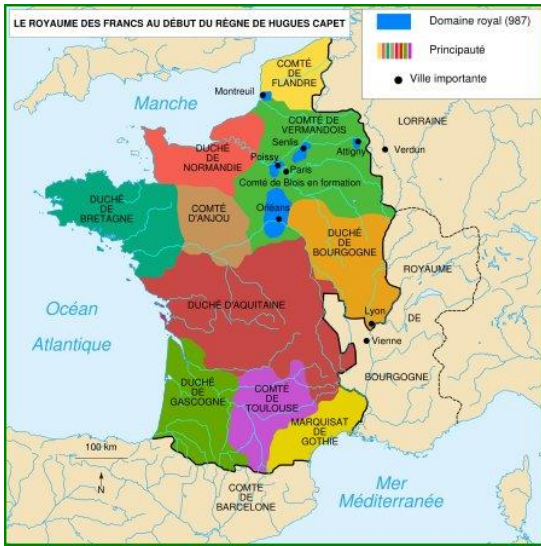 LE ROYAUME DES FRANCS AU DÉBUT DU RÈGNE DE HUGUES CAPET
Domaine royal (987)
Principauté
Ville importante
COMTÉ
DE
FLANDRE
Montreuil
Manche
COMTÉ DE
VERMANDOIS
LORRAINE
Senlis
Attigny
Verdun
DUCHÉ
DE
NORMANDIE
Poissy
Paris
Comté de Blois en formation
DUCHÉ
DE
BRETAGNE
COMTÉ
D'ANJOU
Orléans
DUCHÉ
DE
BOURGOGNE
ROYAUME
DE
BOURGOGNE
Océan
Atlantique
DUCHÉ D'AQUITAINE
Lyon
Vienne
DUCHÉ
DE
GASCOGNE
COMTÉ
DE
TOULOUSE
MARQUISAT
DE
GOTHIE
100 km
N
COMTE
DE
BARCELONE
Mer
Méditerranée